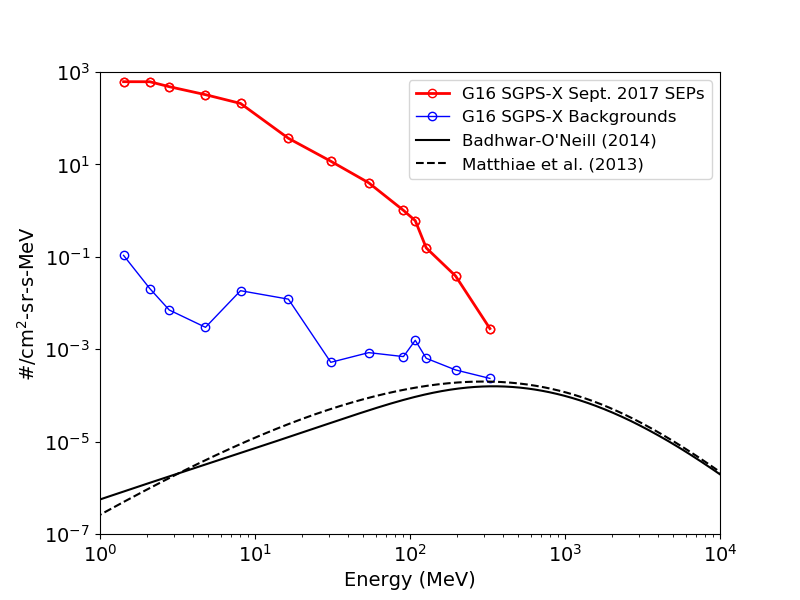 G16 SGPS-X Sept. 2017 SEPs
G16 SGPS-X Backgrounds
Badhwar-O'Neill (2014)
Matthiae et al. (2013)
#/cm²-sr-s-MeV
10³
10¹
10⁻¹
10⁻³
10⁻⁵
10⁻⁷
10⁰ 10¹ 10² 10³ 10⁴
Energy (MeV)